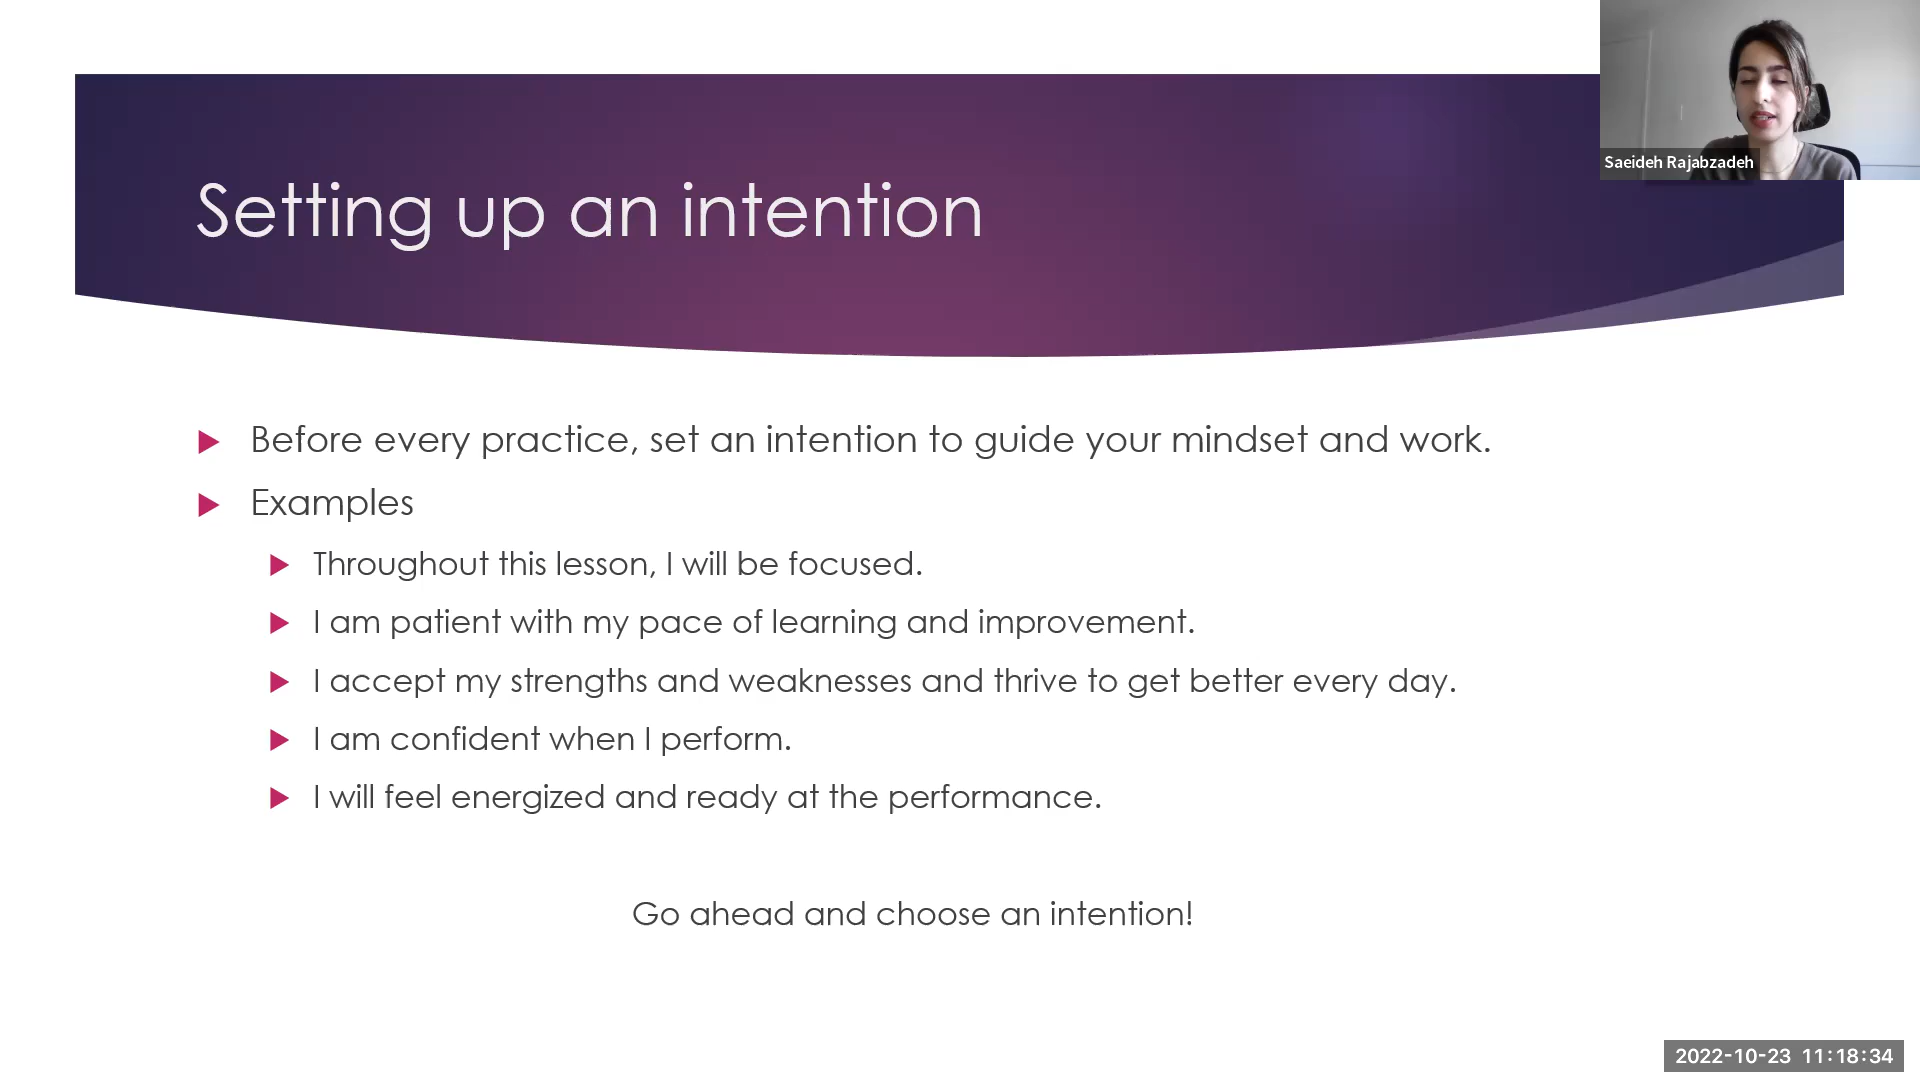 Saeideh Rajabzadeh
Setting up an intention
Before every practice, set an intention to guide your mindset and work.
Examples
Throughout this lesson, I will be focused.
I am patient with my pace of learning and improvement.
I accept my strengths and weaknesses and thrive to get better every day.
I am confident when I perform.
I will feel energized and ready at the performance.
Go ahead and choose an intention!
2022-10-23 11:18:34